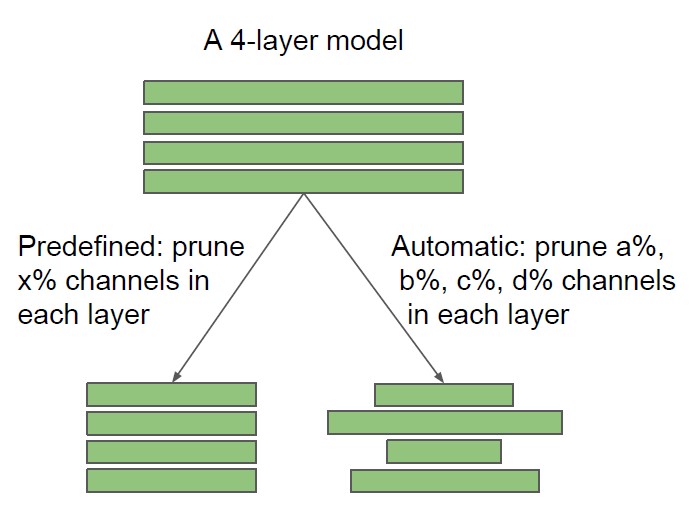 A 4-layer model
Predefined: prune
x% channels in
each layer
Automatic: prune a%,
b%, c%, d% channels
in each layer